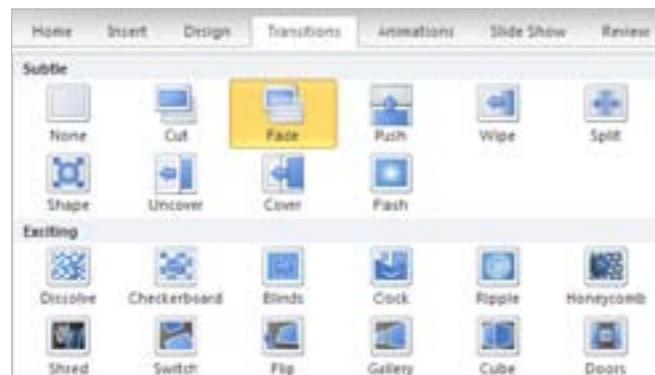 Home Insert Design Transitions Animations Slide Show Review
Subtle
None Cut Fade Push Wipe Split
Shape Uncover Cover Flash
Exciting
Dissolve Checkerboard Blinds Clock Ripple Honeycomb
Shred Switch Flip Gallery Cube Doors